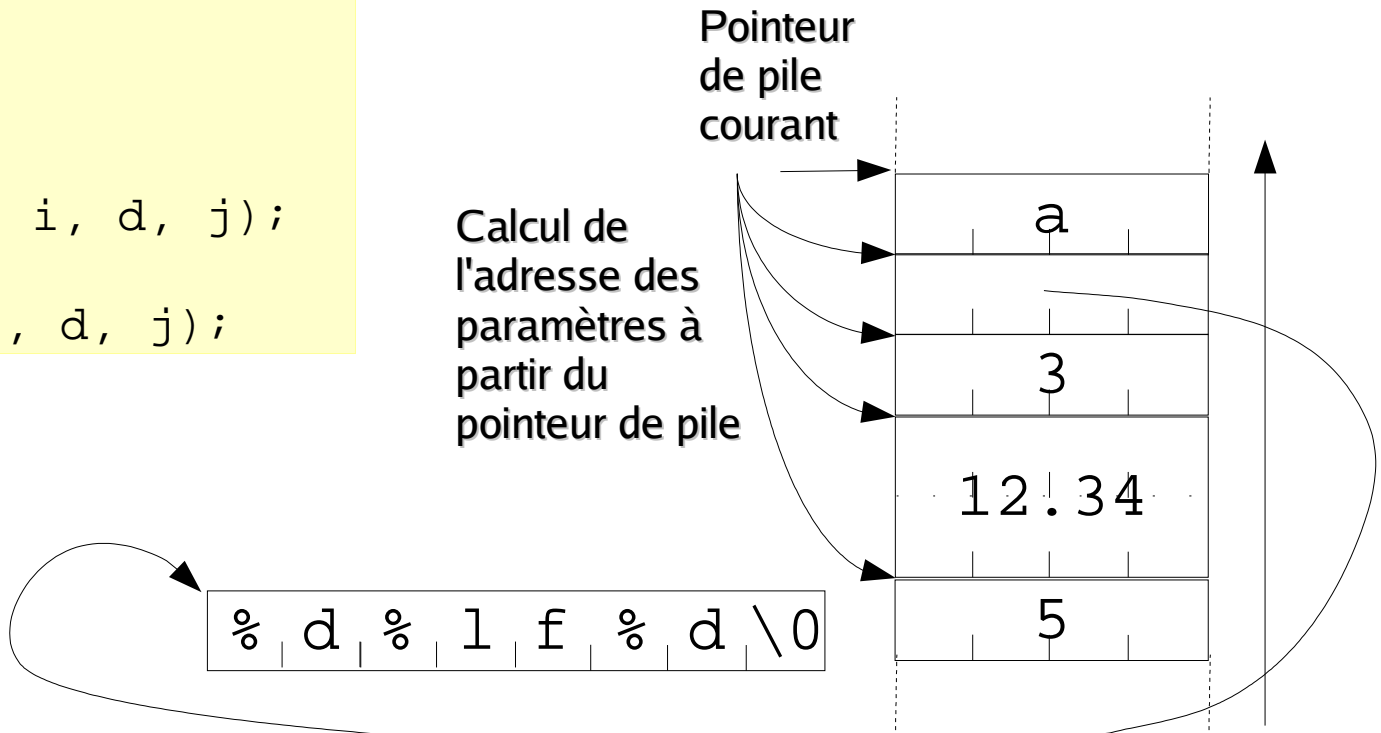 i, d, j);
, d, j);
Pointeur
de pile
courant
Calcul de
l'adresse des
paramètres à
partir du
pointeur de pile
a
3
12.34
5
% d % l f % d \0